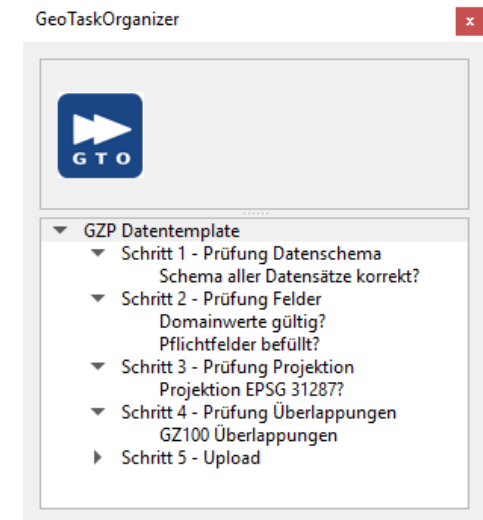 GeoTaskOrganizer
x
GTO
GZP Datentemplate
Schritt 1 - Prüfung Datenschema
Schema aller Datensätze korrekt?
Schritt 2 - Prüfung Felder
Domainwerte gültig?
Pflichtfelder befüllt?
Schritt 3 - Prüfung Projektion
Projektion EPSG 31287?
Schritt 4 - Prüfung Überlappungen
GZ100 Überlappungen
Schritt 5 - Upload